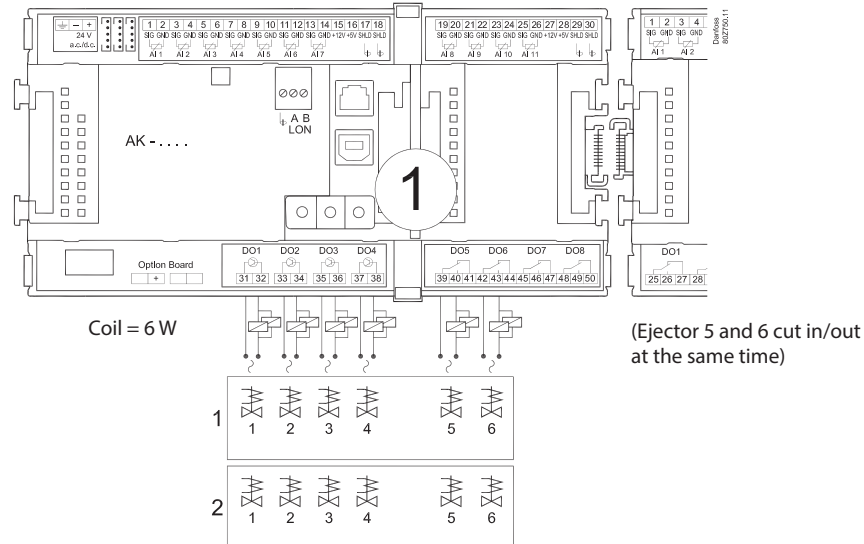 1 2 3 4 5 6 7 8 9 10 11 12 13 14 15 16 17 18
SIG GND SIG GND SIG GND SIG GND SIG GND SIG GND SIG GND +12V +5V SHLD SHLD
AI 1 AI 2 AI 3 AI 4 AI 5 AI 6 AI 7
– +
24 V
a.c./d.c.
19 20 21 22 23 24 25 26 27 28 29 30
SIG GND SIG GND SIG GND SIG GND +12V +5V SHLD SHLD
AI 8 AI 9 AI 10 AI 11
1 2 3 4
SIG GND SIG GND
AI 1 AI 2
Danfoss
80Z750.11
A B
LON
AK - . . . .
1
Option Board
+
DO1 DO2 DO3 DO4
31 32 33 34 35 36 37 38
DO5 DO6 DO7 DO8
39 40 41 42 43 44 45 46 47 48 49 50
DO1
25 26 27 28
Coil = 6 W
(Ejector 5 and 6 cut in/out
at the same time)
1
1 2 3 4 5 6
2
1 2 3 4 5 6